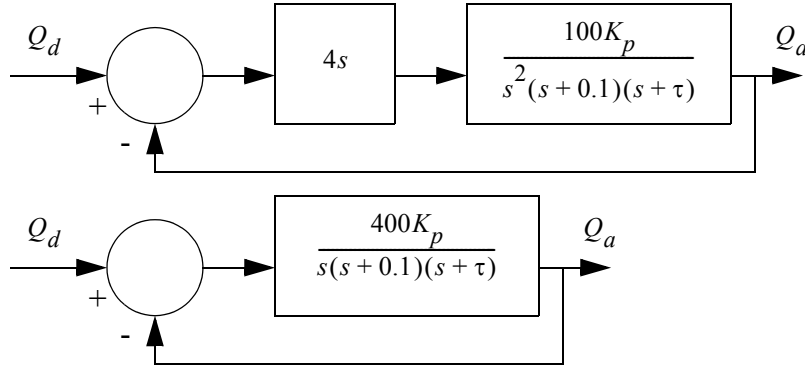 Q_d
+
-
4s
100K_p
s^2(s + 0.1)(s + τ)
Q_a
Q_d
+
-
400K_p
s(s + 0.1)(s + τ)
Q_a